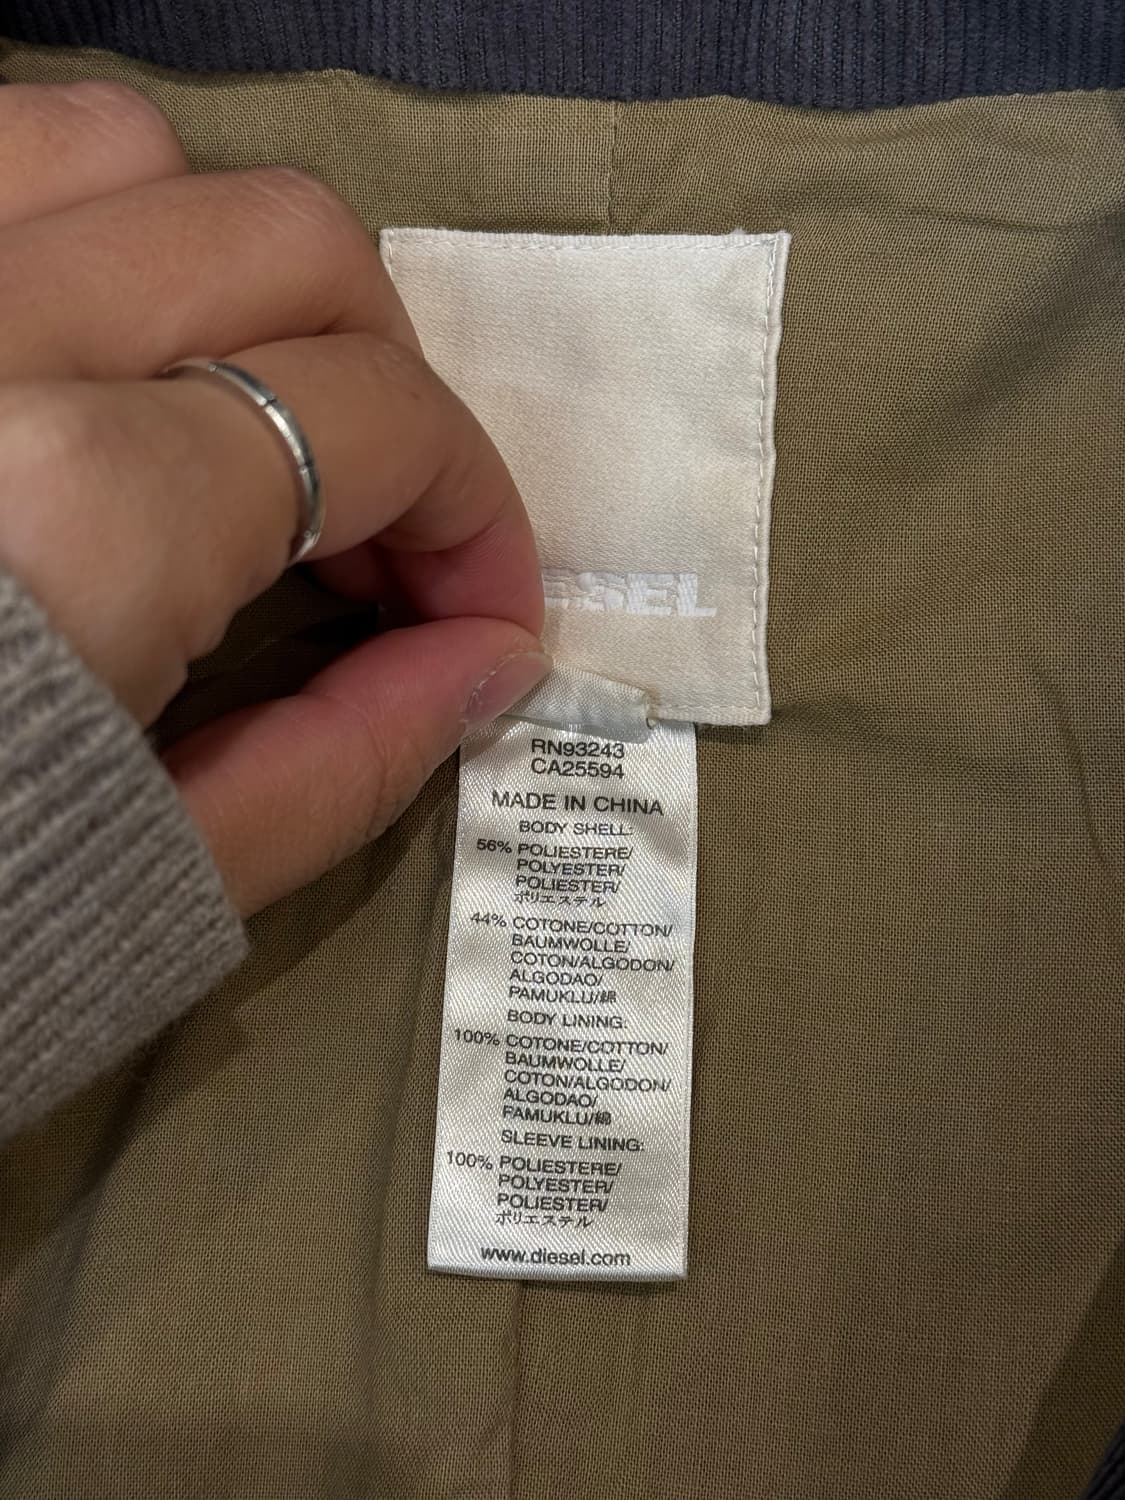 ESEL
RN93243
CA25594
MADE IN CHINA
BODY SHELL:
56% POLIESTERE/
POLYESTER/
POLIESTER/
ポリエステル
44% COTONE/COTTON/
BAUMWOLLE/
COTON/ALGODON/
ALGODAO/
PAMUKLU/綿
BODY LINING:
100% COTONE/COTTON/
BAUMWOLLE/
COTON/ALGODON/
ALGODAO/
PAMUKLU/綿
SLEEVE LINING:
100% POLIESTERE/
POLYESTER/
POLIESTER/
ポリエステル
www.diesel.com